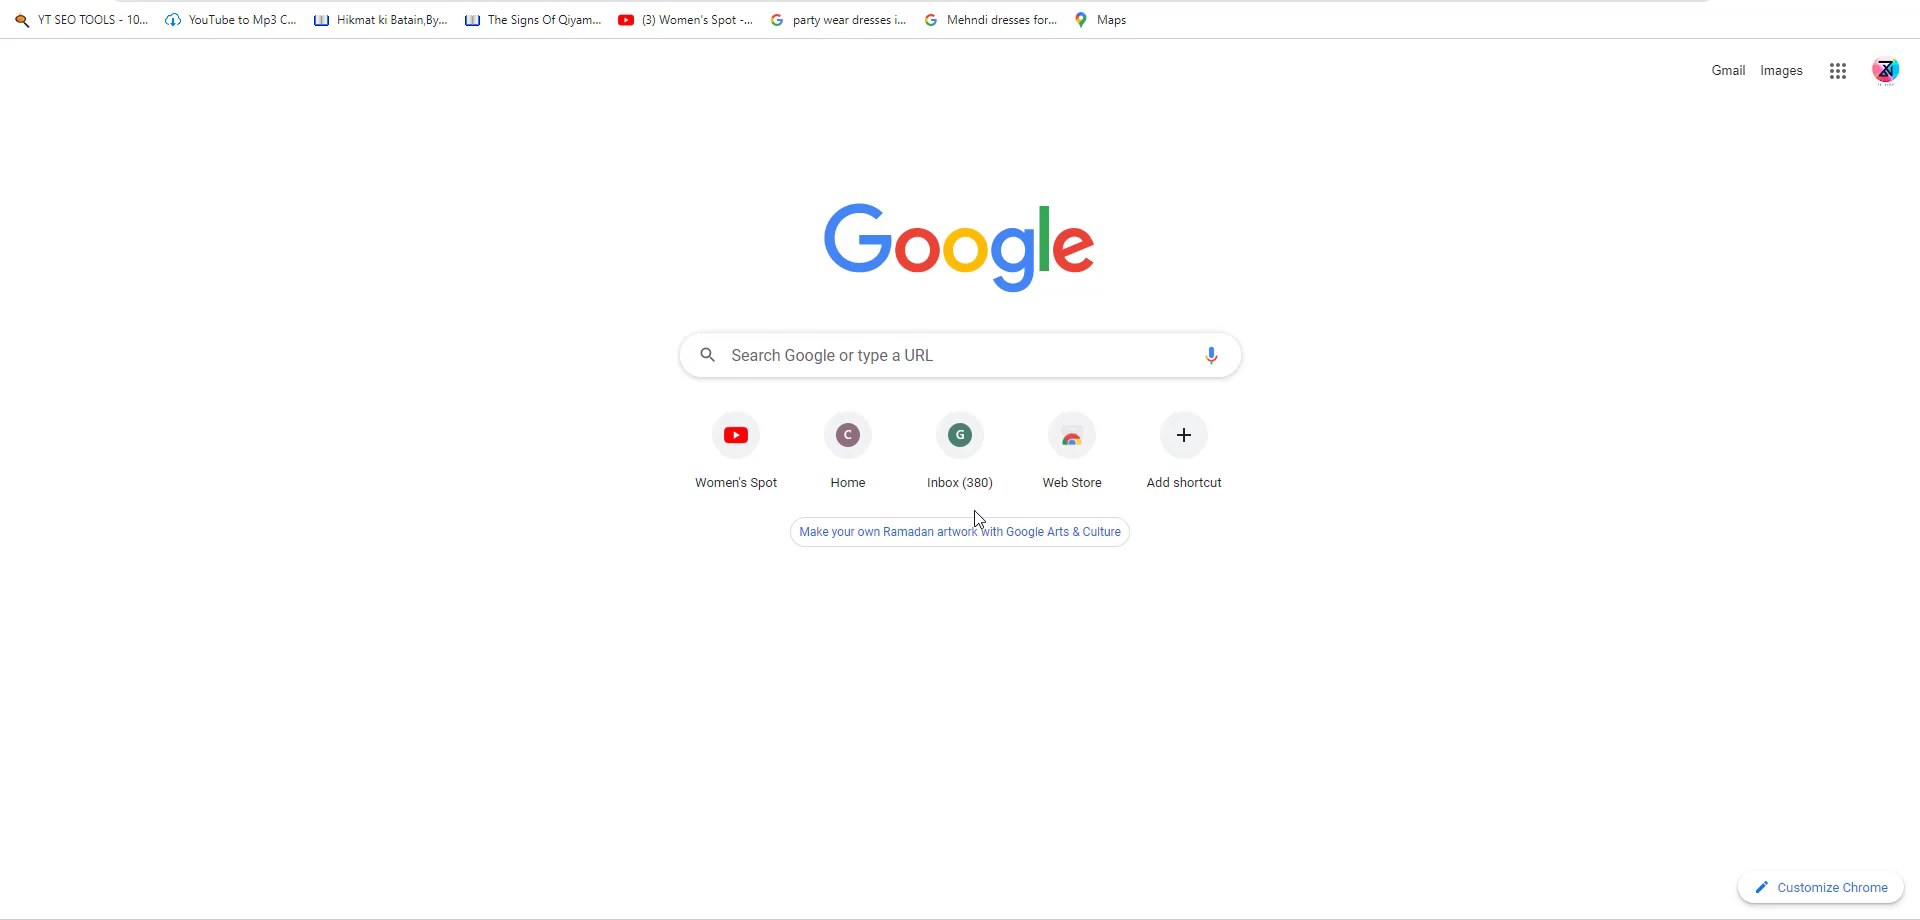 YT SEO TOOLS - 10...
YouTube to Mp3 C...
Hikmat ki Batain,By...
The Signs Of Qiyam...
(3) Women's Spot -...
party wear dresses i...
Mehndi dresses for...
Maps
Gmail
Images
Google
Search Google or type a URL
C
G
Women's Spot
Home
Inbox (380)
Web Store
Add shortcut
Make your own Ramadan artwork with Google Arts & Culture
Customize Chrome